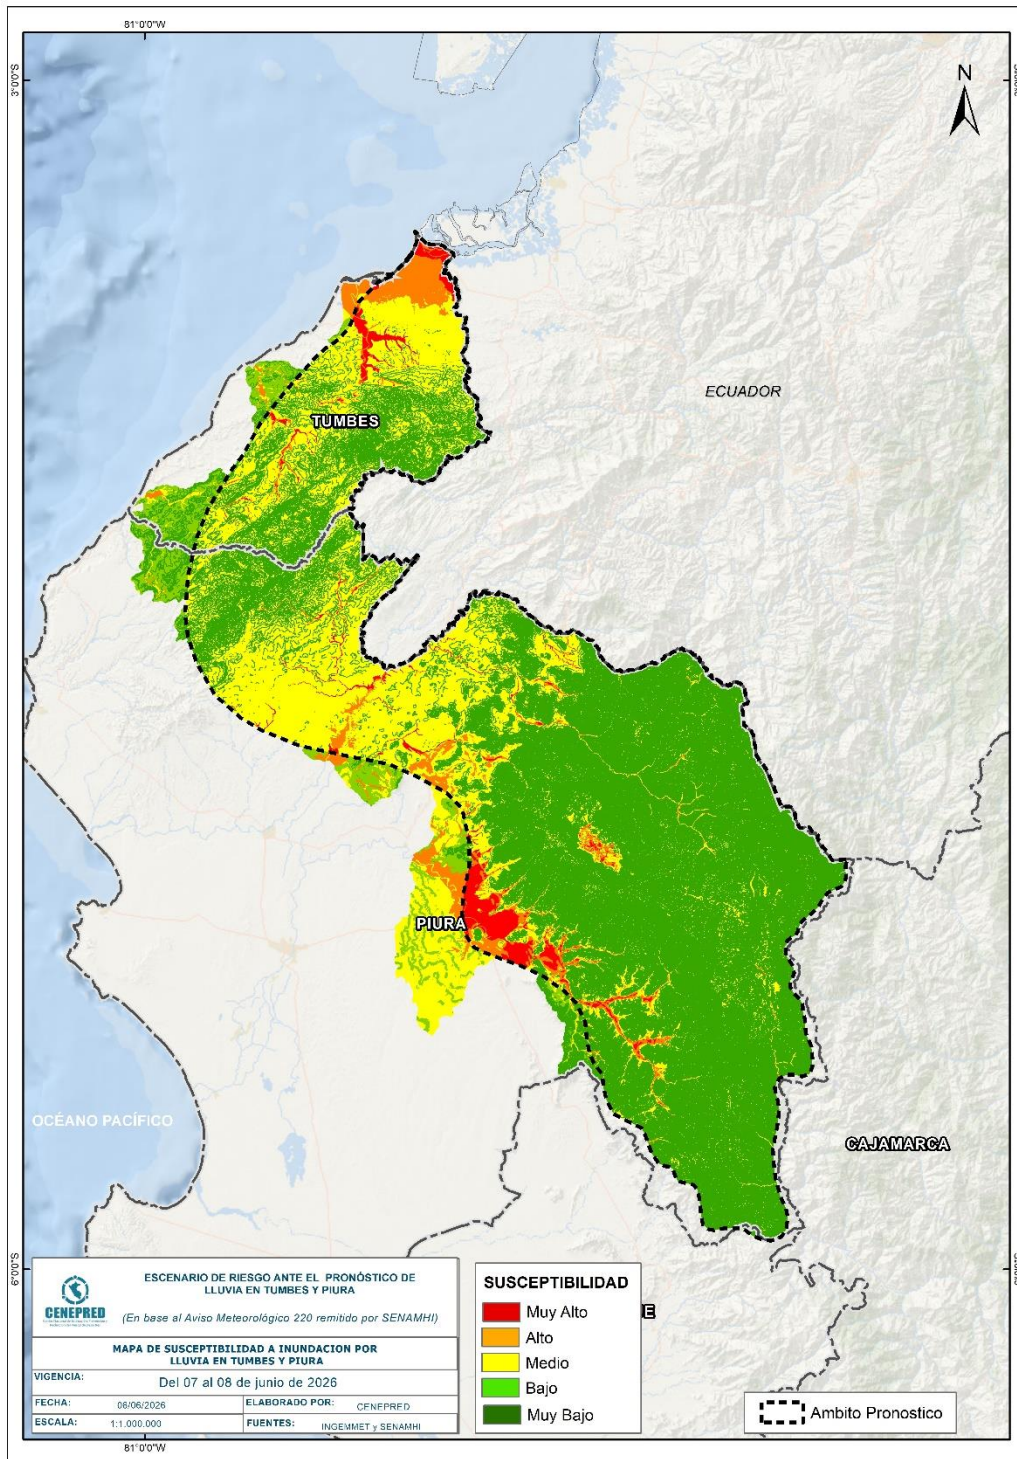 81°0'0"W
3°0'0"S
N
ECUADOR
TUMBES
PIURA
OCÉANO PACÍFICO
CAJAMARCA
6°0'0"S
E
ESCENARIO DE RIESGO ANTE EL PRONÓSTICO DE
LLUVIA EN TUMBES Y PIURA
(En base al Aviso Meteorológico 220 remitido por SENAMHI)
CENEPRED
MAPA DE SUSCEPTIBILIDAD A INUNDACION POR
LLUVIA EN TUMBES Y PIURA
VIGENCIA: Del 07 al 08 de junio de 2026
FECHA: 06/06/2026 ELABORADO POR: CENEPRED
ESCALA: 1:1.000.000 FUENTES: INGEMMET y SENAMHI
SUSCEPTIBILIDAD
Muy Alto
Alto
Medio
Bajo
Muy Bajo
Ambito Pronostico
81°0'0"W